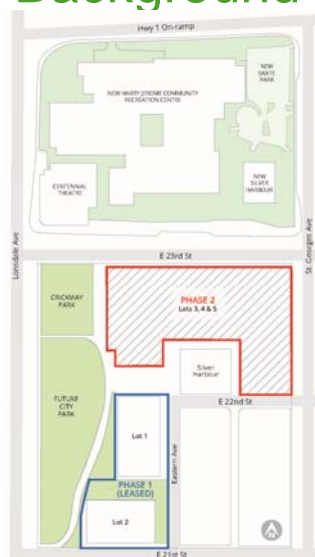 Background
Hwy 1 On-ramp
NEW HARRY JEROME COMMUNITY
RECREATION CENTRE
NEW
SKATE
PARK
CENTENNIAL
THEATRE
NEW
SILVER
HARBOUR
Lonsdale Ave
St. Georges Ave
E 23rd St
CRICKMAY
PARK
PHASE 2
Lots 3, 4 & 5
Silver
Harbour
FUTURE
CITY
PARK
E 22nd St
Lot 1
Eastern Ave
PHASE 1
(LEASED)
Lot 2
E 21st St